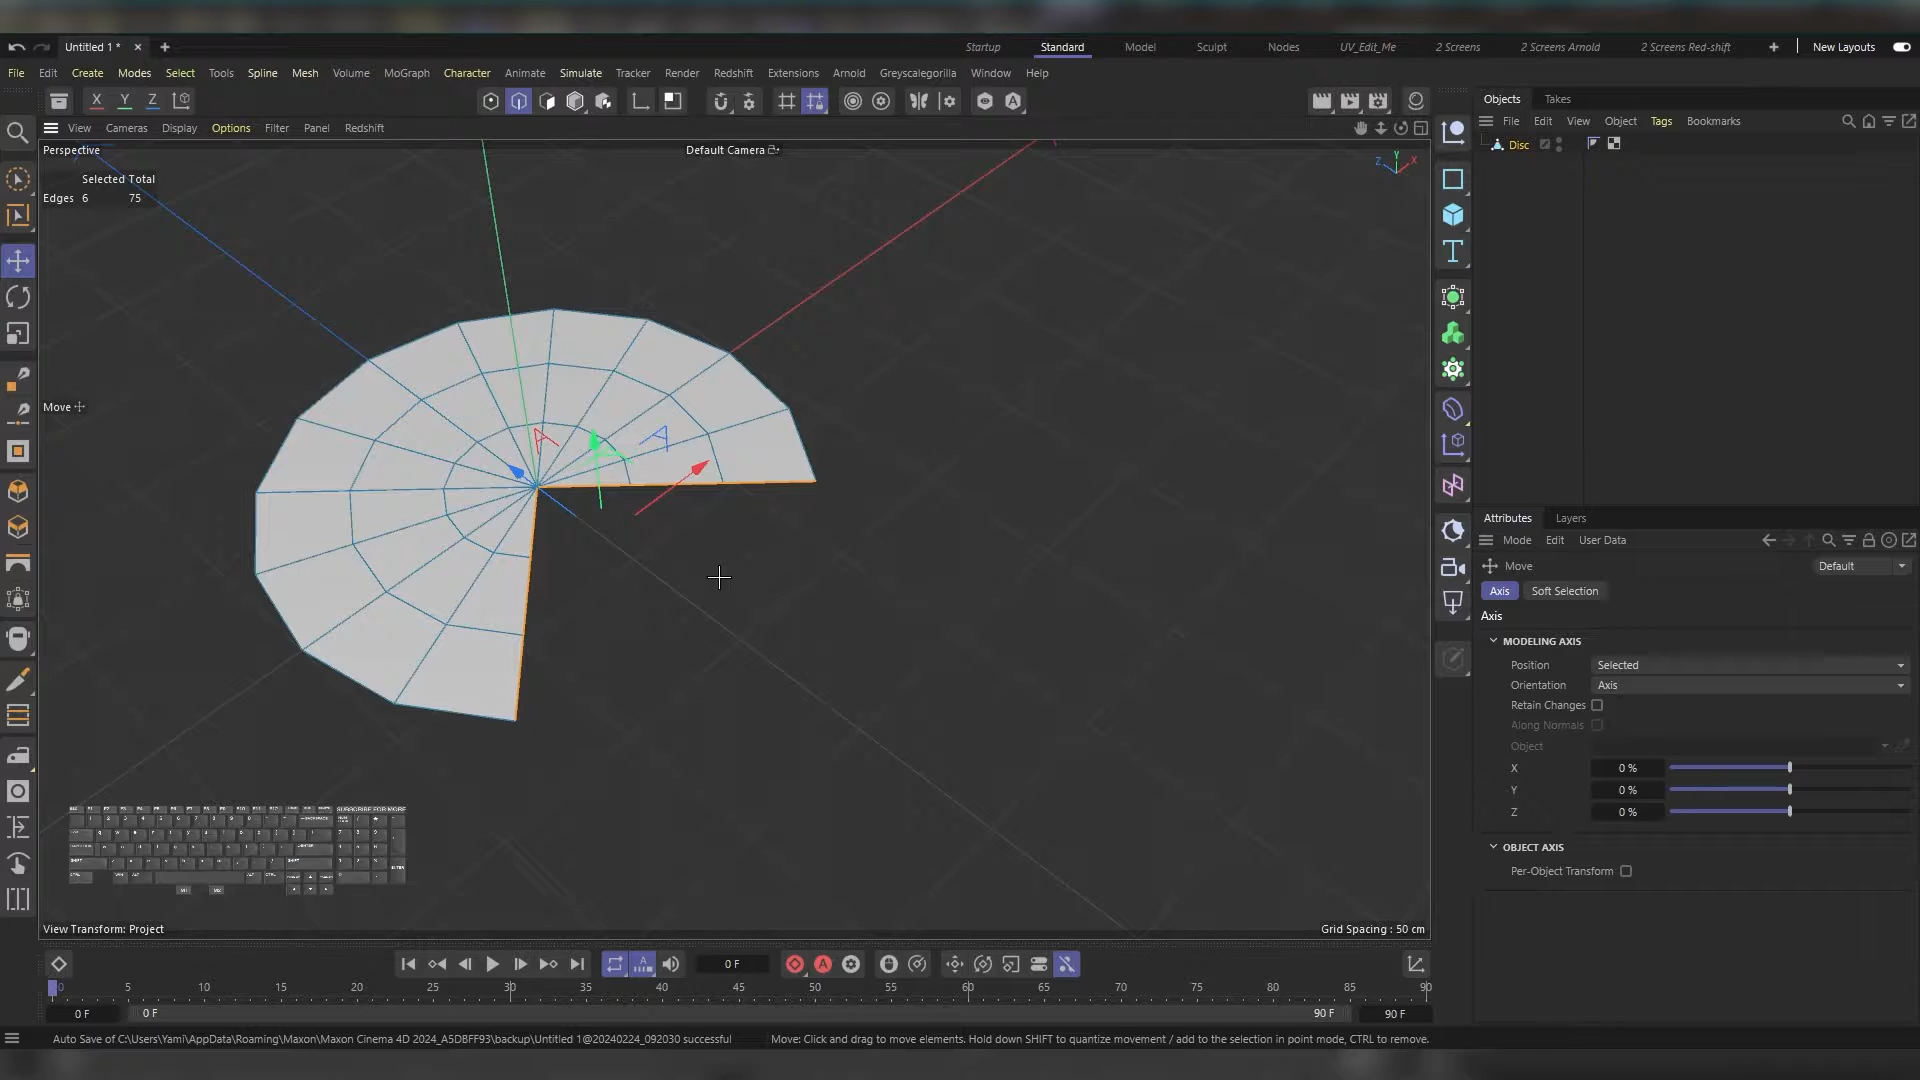 Untitled 1 *
Startup Standard Model Sculpt Nodes UV_Edit_Me 2 Screens 2 Screens Arnold 2 Screens Red-shift New Layouts
File Edit Create Modes Select Tools Spline Mesh Volume MoGraph Character Animate Simulate Tracker Render Redshift Extensions Arnold Greyscalegorilla Window Help
X Y Z
Objects Takes
File Edit View Object Tags Bookmarks
View Cameras Display Options Filter Panel Redshift
Disc
Perspective
Default Camera
Z Y X
Selected Total
Edges 6 75
Move
Attributes Layers
Mode Edit User Data
Move
Default
Axis Soft Selection
Axis
MODELING AXIS
Position Selected
Orientation Axis
Retain Changes
Along Normals
Object
X 0 %
Y 0 %
Z 0 %
OBJECT AXIS
Per-Object Transform
SUBSCRIBE FOR MORE
View Transform: Project
Grid Spacing : 50 cm
0 F
0 5 10 15 20 25 30 35 40 45 50 55 60 65 70 75 80 85 90
0 F 0 F 90 F 90 F
Auto Save of C:\Users\Yami\AppData\Roaming\Maxon\Maxon Cinema 4D 2024_A5DBFF93\backup\Untitled 1@20240224_092030 successful
Move: Click and drag to move elements. Hold down SHIFT to quantize movement / add to the selection in point mode, CTRL to remove.